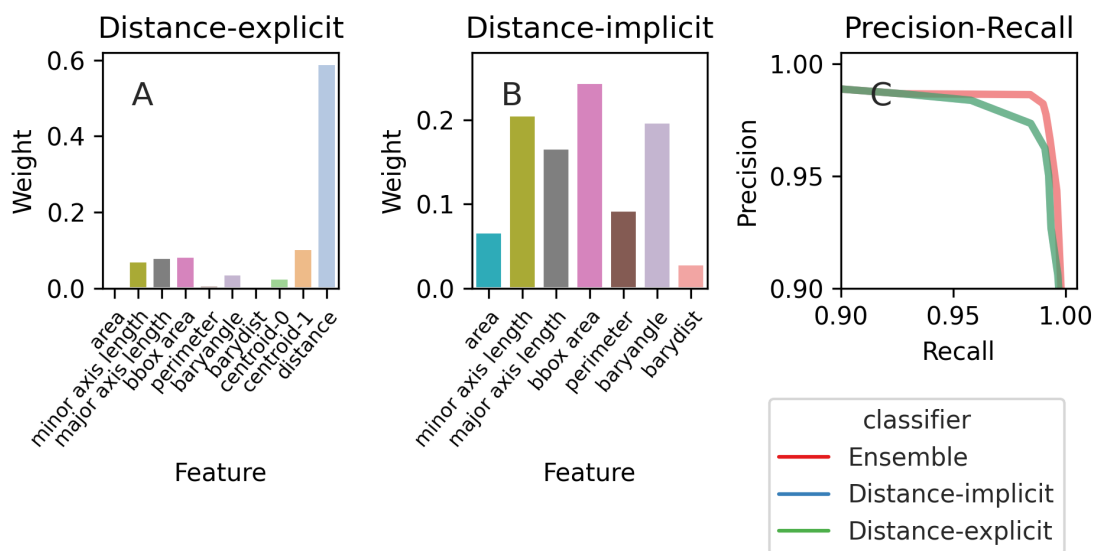 Distance-explicit
A
Weight
0.6
0.4
0.2
0.0
area
minor axis length
major axis length
bbox area
perimeter
baryangle
barydist
centroid-0
centroid-1
distance
Feature
Distance-implicit
B
Weight
0.2
0.1
0.0
area
minor axis length
major axis length
bbox area
perimeter
baryangle
barydist
Feature
Precision-Recall
C
Precision
1.00
0.95
0.90
0.90
0.95
1.00
Recall
classifier
Ensemble
Distance-implicit
Distance-explicit